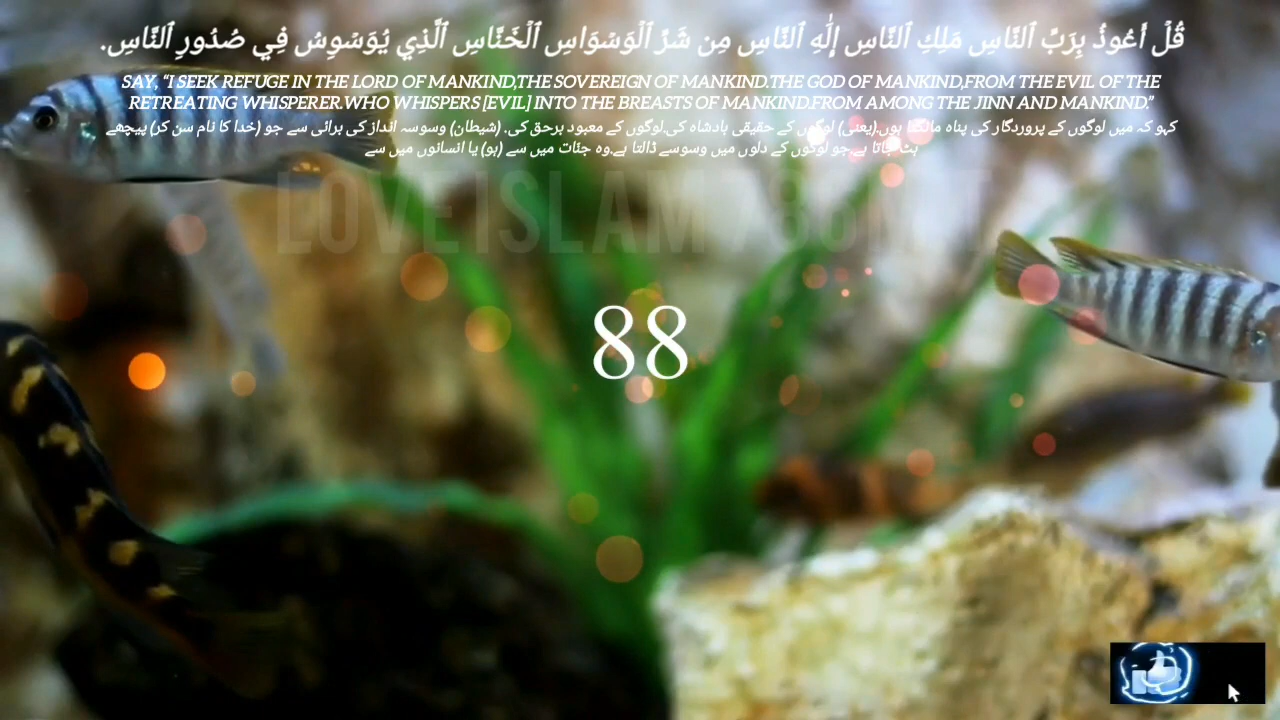 قُلْ أَعُوذُ بِرَبِّ ٱلنَّاسِ مَلِكِ ٱلنَّاسِ إِلَٰهِ ٱلنَّاسِ مِن شَرِّ ٱلْوَسْوَاسِ ٱلْخَنَّاسِ ٱلَّذِي يُوَسْوِسُ فِي صُدُورِ ٱلنَّاسِ.
SAY, “I SEEK REFUGE IN THE LORD OF MANKIND,THE SOVEREIGN OF MANKIND.THE GOD OF MANKIND,FROM THE EVIL OF THE
RETREATING WHISPERER.WHO WHISPERS [EVIL] INTO THE BREASTS OF MANKIND.FROM AMONG THE JINN AND MANKIND.”
کہو کہ میں لوگوں کے پروردگار کی پناہ مانگتا ہوں.(یعنی) لوگوں کے حقیقی بادشاہ کی.لوگوں کے معبود برحق کی. (شیطان) وسوسہ انداز کی برائی سے جو (خدا کا نام سن کر) پیچھے
ہٹ جاتا ہے.جو لوگوں کے دلوں میں وسوسے ڈالتا ہے.وہ جنّات میں سے (ہو) یا انسانوں میں سے
LOVEISLAM786NET
88